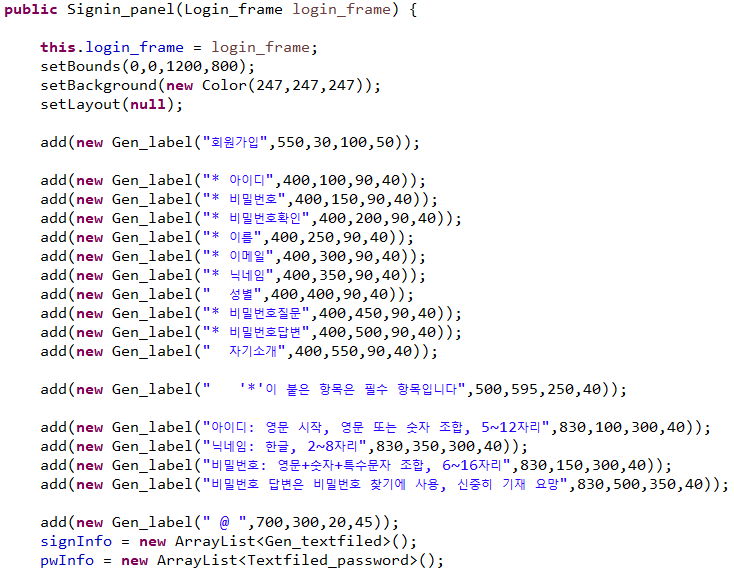 public Signin_panel(Login_frame login_frame) {
this.login_frame = login_frame;
setBounds(0,0,1200,800);
setBackground(new Color(247,247,247));
setLayout(null);
add(new Gen_label("회원가입",550,30,100,50));
add(new Gen_label("* 아이디",400,100,90,40));
add(new Gen_label("* 비밀번호",400,150,90,40));
add(new Gen_label("* 비밀번호확인",400,200,90,40));
add(new Gen_label("* 이름",400,250,90,40));
add(new Gen_label("* 이메일",400,300,90,40));
add(new Gen_label("* 닉네임",400,350,90,40));
add(new Gen_label("  성별",400,400,90,40));
add(new Gen_label("* 비밀번호질문",400,450,90,40));
add(new Gen_label("* 비밀번호답변",400,500,90,40));
add(new Gen_label("  자기소개",400,550,90,40));
add(new Gen_label("   '*'이 붙은 항목은 필수 항목입니다",500,595,250,40));
add(new Gen_label("아이디: 영문 시작, 영문 또는 숫자 조합, 5~12자리",830,100,300,40));
add(new Gen_label("닉네임: 한글, 2~8자리",830,350,300,40));
add(new Gen_label("비밀번호: 영문+숫자+특수문자 조합, 6~16자리",830,150,300,40));
add(new Gen_label("비밀번호 답변은 비밀번호 찾기에 사용, 신중히 기재 요망",830,500,350,40));
add(new Gen_label(" @ ",700,300,20,45));
signInfo = new ArrayList<Gen_textfiled>();
pwInfo = new ArrayList<Textfiled_password>();